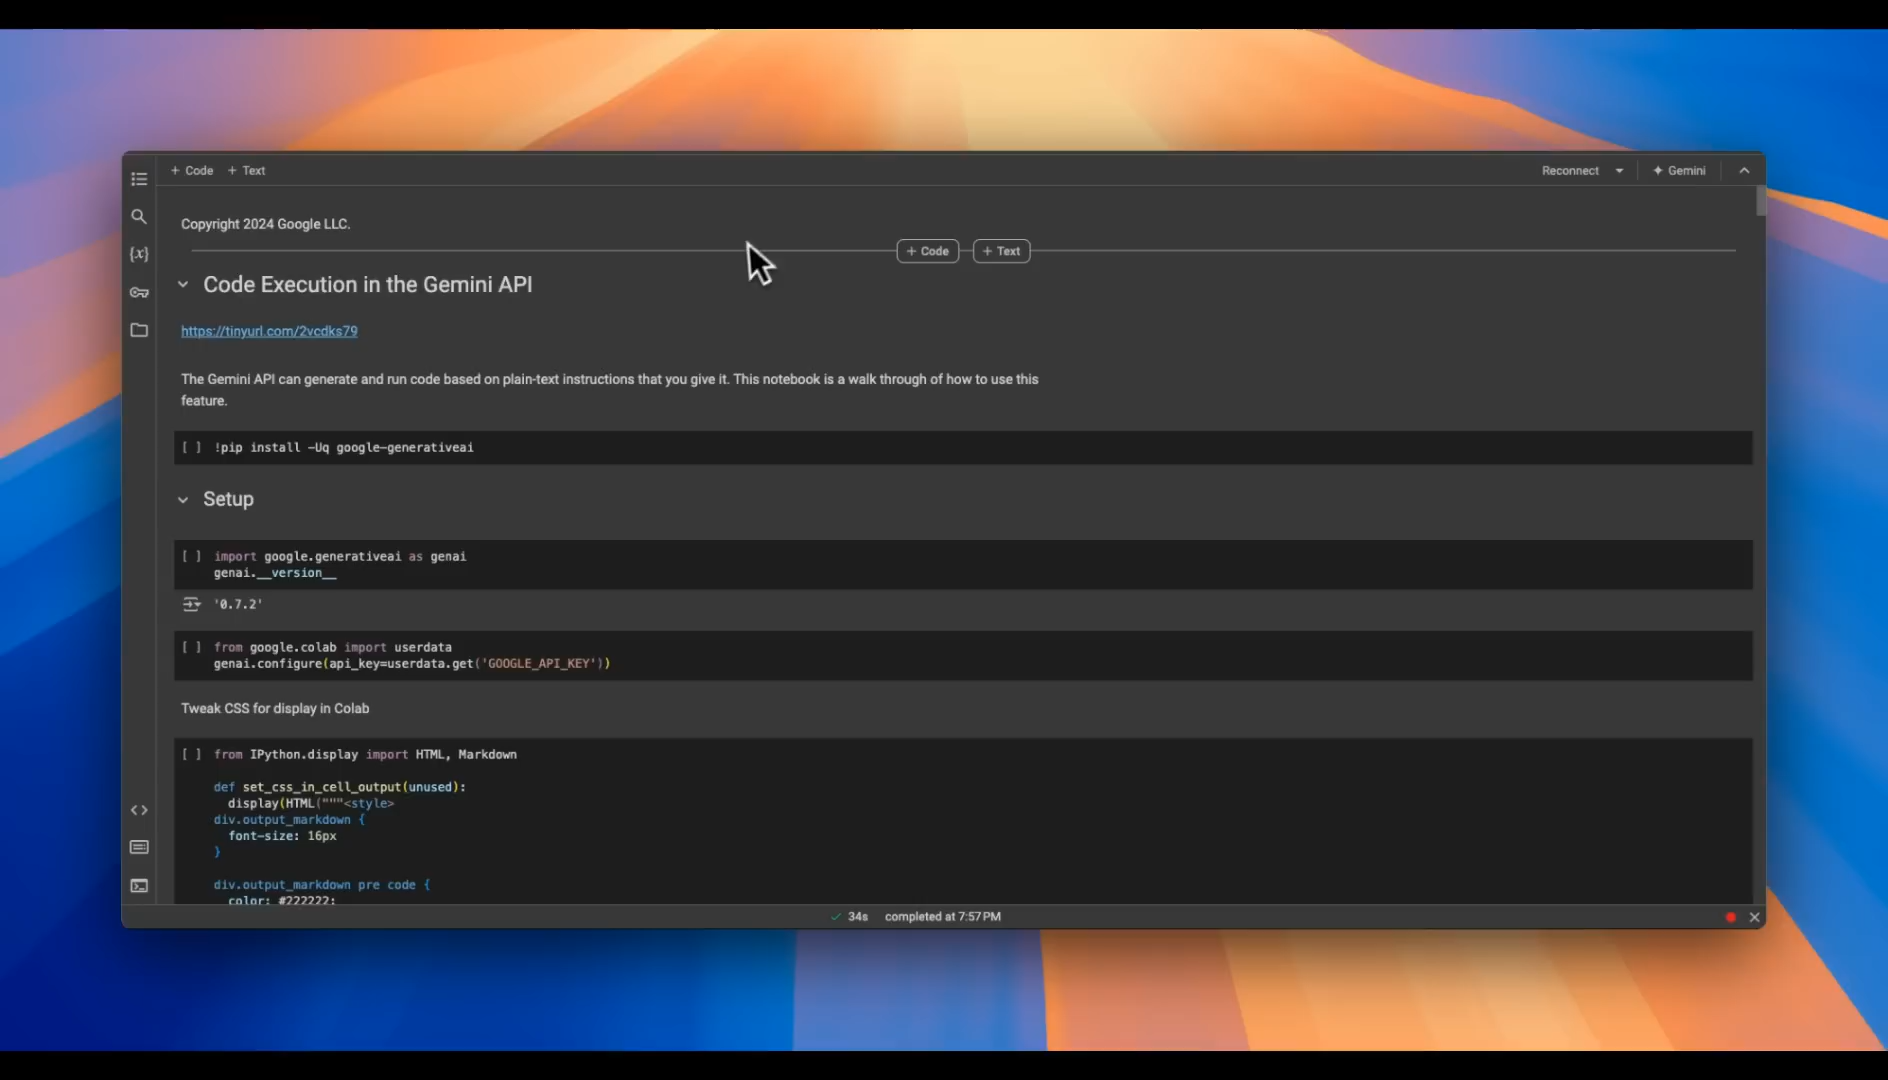 + Code + Text
Reconnect
Gemini
Copyright 2024 Google LLC.
+ Code
+ Text
Code Execution in the Gemini API
https://tinyurl.com/2vcdks79
The Gemini API can generate and run code based on plain-text instructions that you give it. This notebook is a walk through of how to use this
feature.
[ ] !pip install -Uq google-generativeai
Setup
[ ] import google.generativeai as genai
genai.__version__
'0.7.2'
[ ] from google.colab import userdata
genai.configure(api_key=userdata.get('GOOGLE_API_KEY'))
Tweak CSS for display in Colab
[ ] from IPython.display import HTML, Markdown
def set_css_in_cell_output(unused):
display(HTML("""<style>
div.output_markdown {
font-size: 16px
}
div.output_markdown pre code {
color: #222222;
34s completed at 7:57 PM